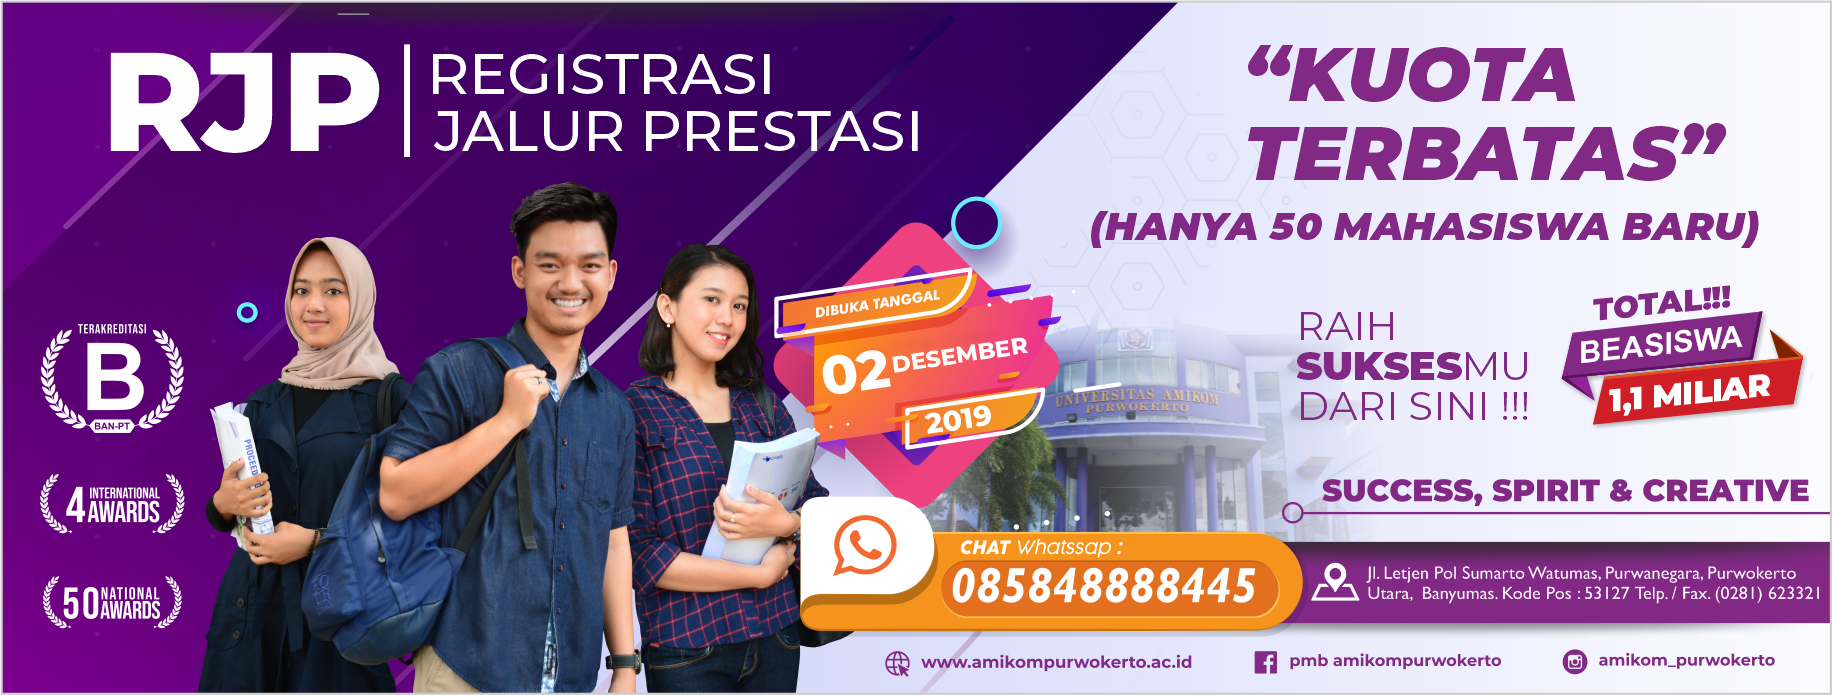 RJP
REGISTRASI
JALUR PRESTASI
“KUOTA
TERBATAS”
(HANYA 50 MAHASISWA BARU)
DIBUKA TANGGAL
02 DESEMBER
2019
RAIH
SUKSESMU
DARI SINI !!!
TOTAL!!!
BEASISWA
1,1 MILIAR
TERAKREDITASI
B
BAN-PT
4 INTERNATIONAL
AWARDS
50 NATIONAL
AWARDS
PROCEED
UNIVERSITAS AMIKOM
PURWOKERTO
SUCCESS, SPIRIT & CREATIVE
CHAT Whatssap :
085848888445
Jl. Letjen Pol Sumarto Watumas, Purwanegara, Purwokerto
Utara, Banyumas. Kode Pos : 53127 Telp. / Fax. (0281) 623321
www.amikompurwokerto.ac.id
pmb amikompurwokerto
amikom_purwokerto